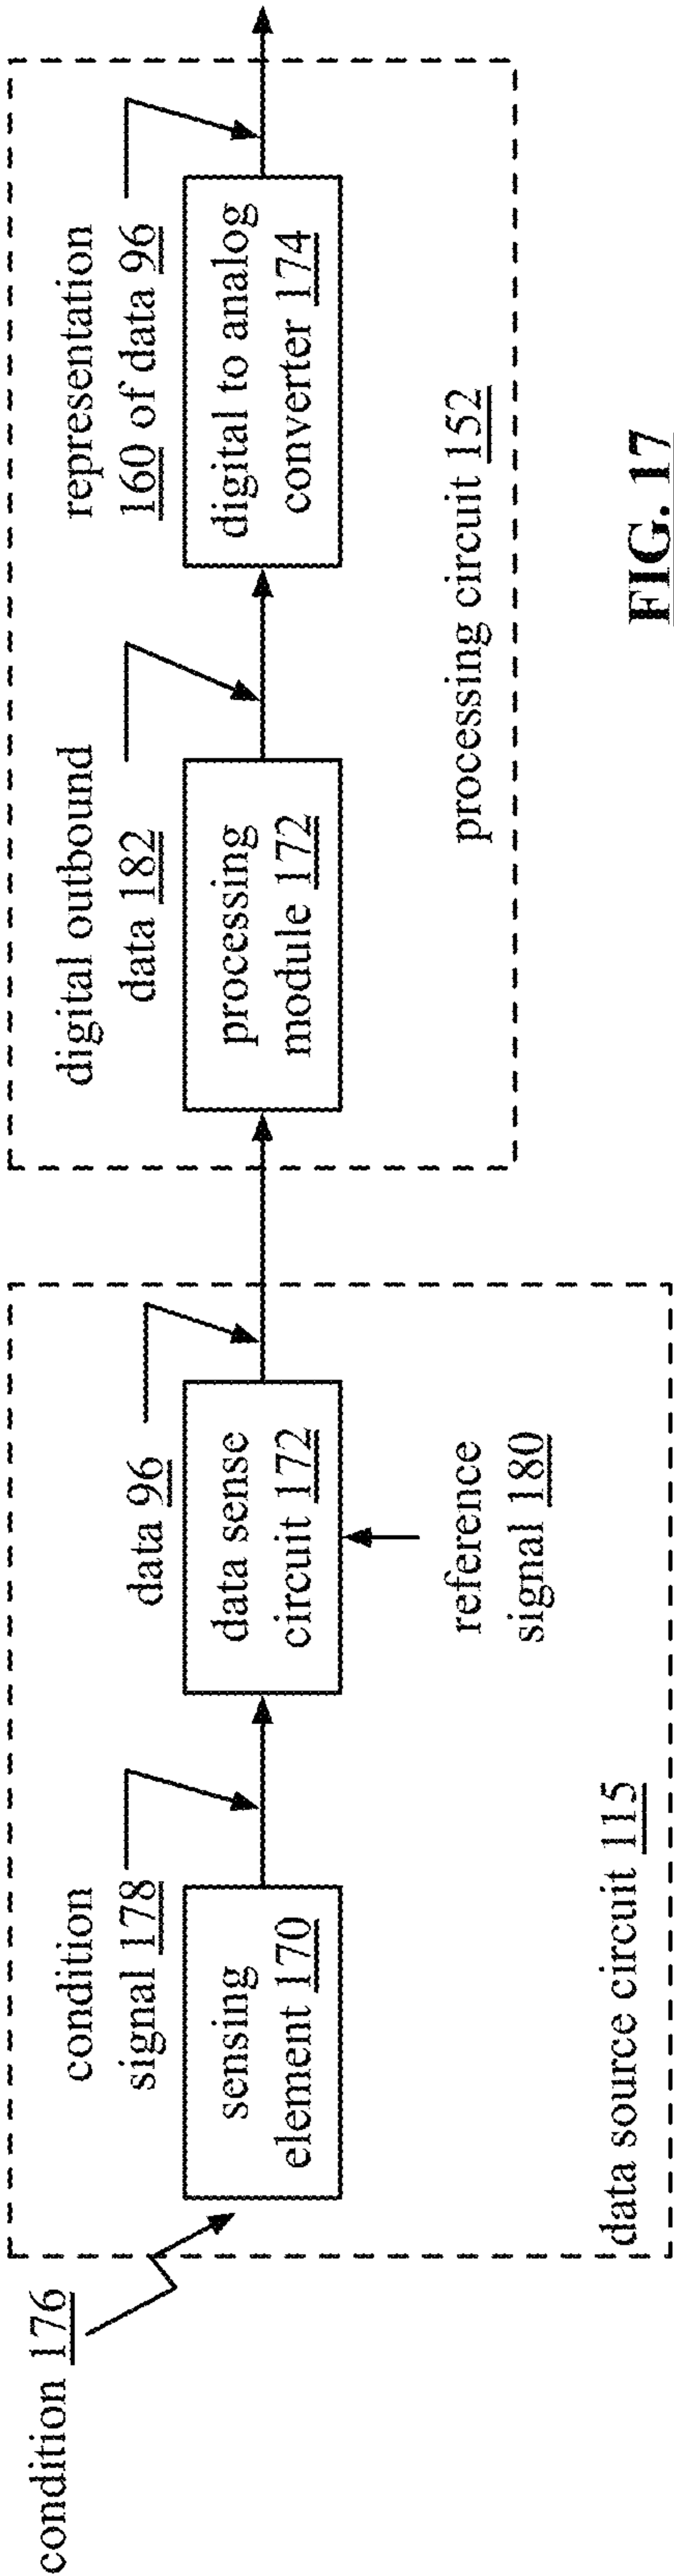 condition 176
condition
signal 178
sensing
element 170
data 96
data sense
circuit 172
reference
signal 180
data source circuit 115
digital outbound
data 182
processing
module 172
representation
160 of data 96
digital to analog
converter 174
processing circuit 152
FIG. 17